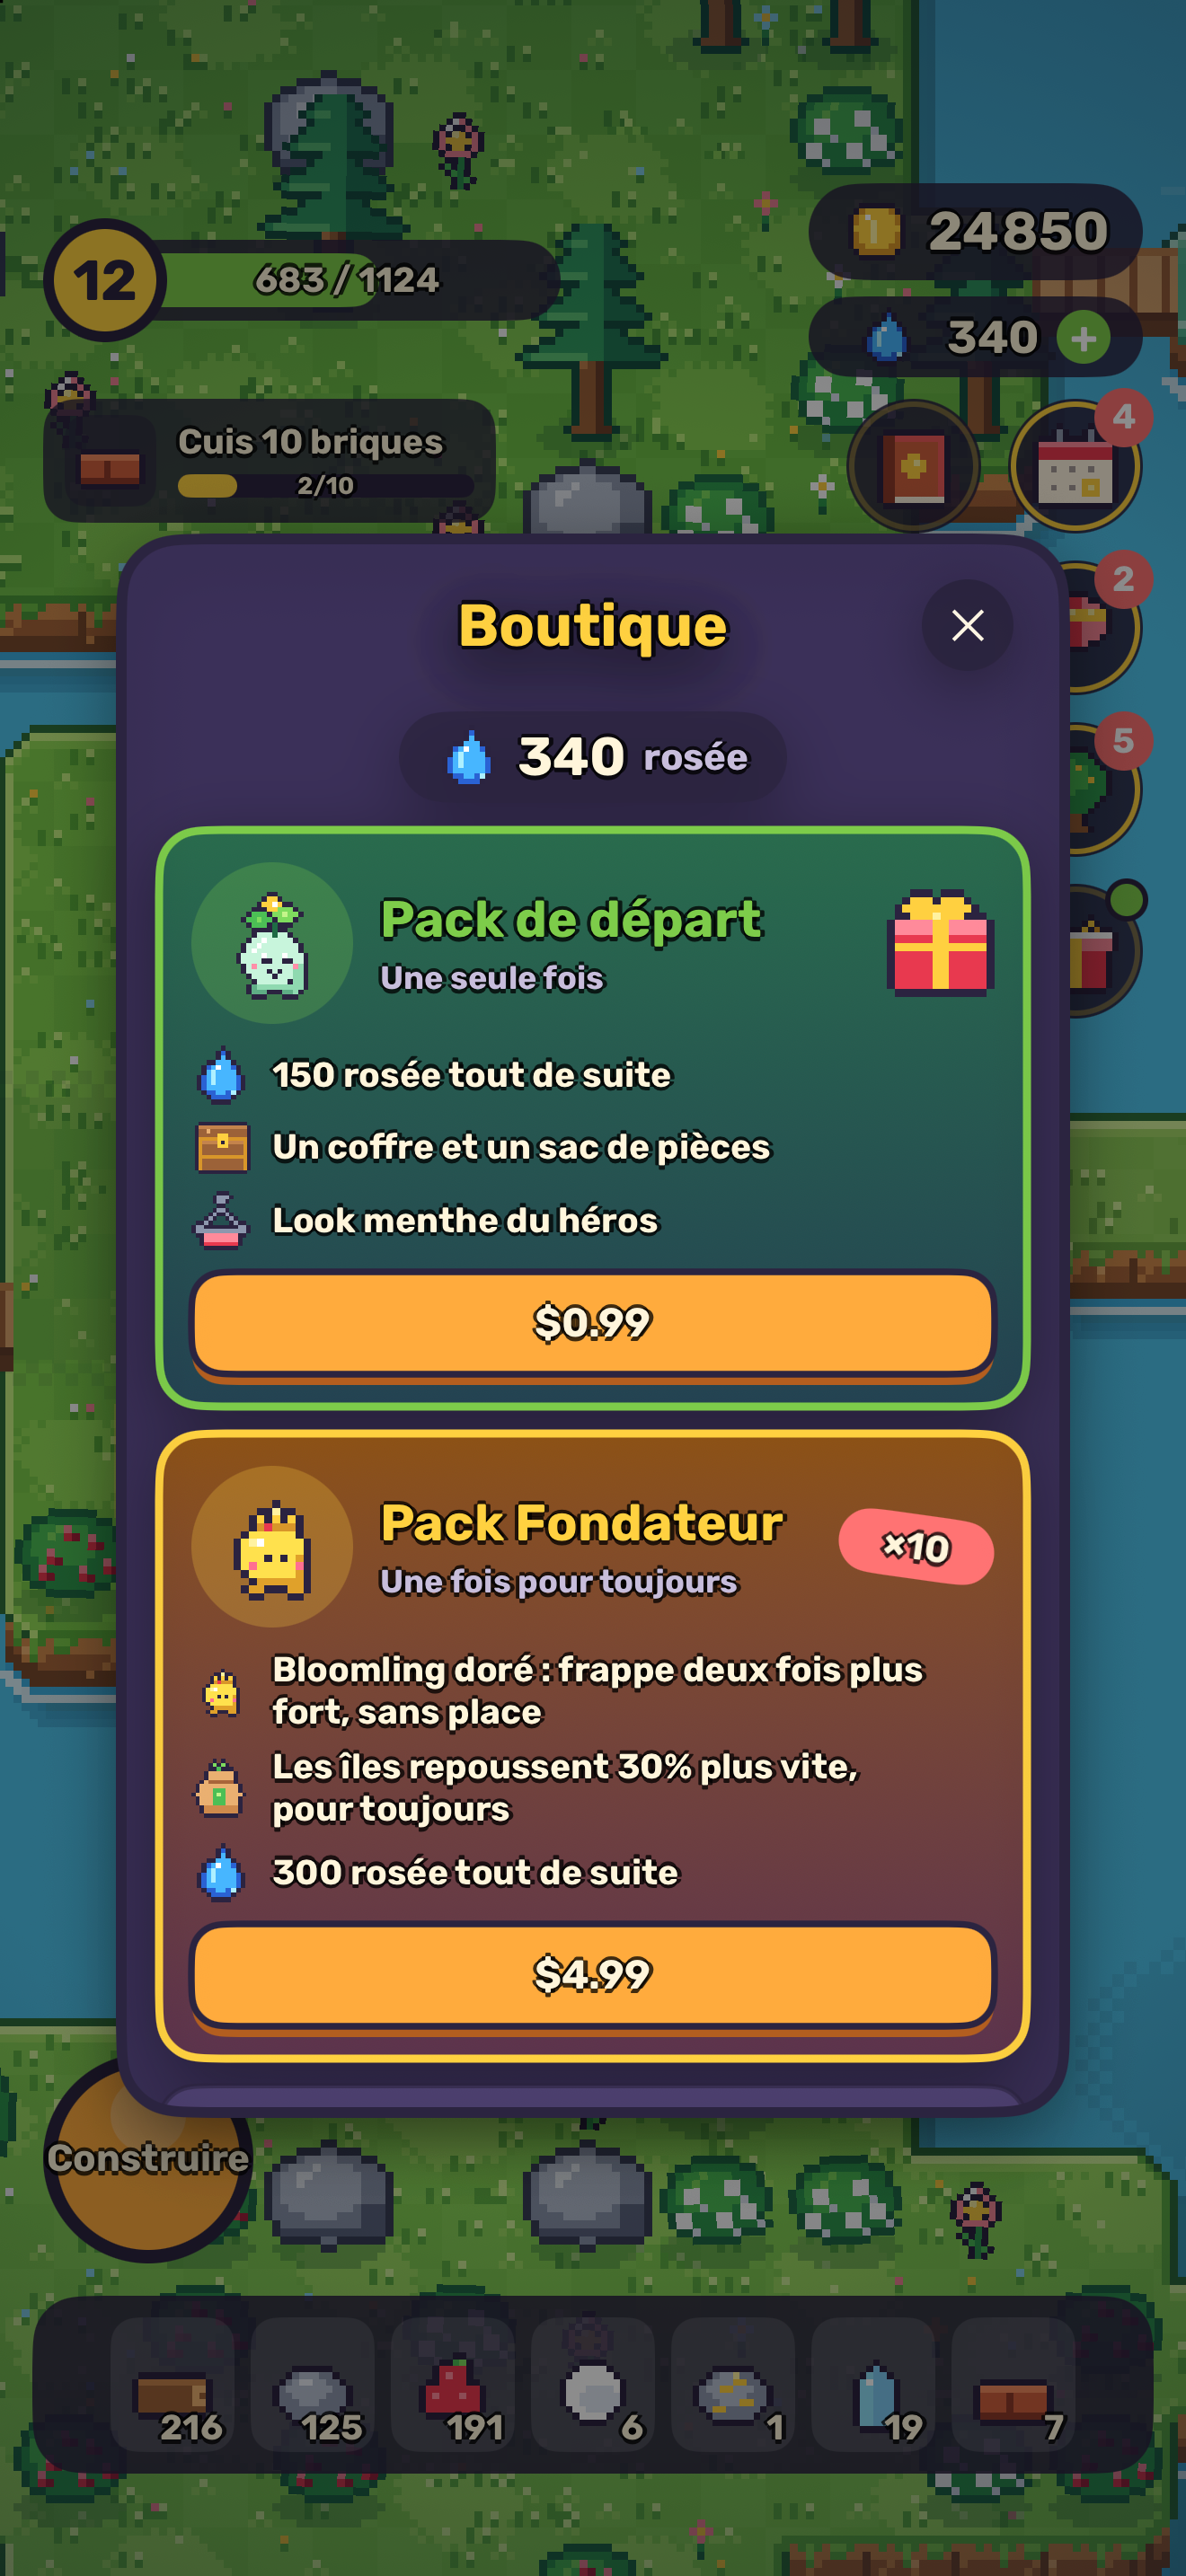 24850
12
683 / 1124
340
+
4
Cuis 10 briques
2/10
2
Boutique
340 rosée
5
Pack de départ
Une seule fois
150 rosée tout de suite
Un coffre et un sac de pièces
Look menthe du héros
$0.99
Pack Fondateur
×10
Une fois pour toujours
Bloomling doré : frappe deux fois plus
fort, sans place
Les îles repoussent 30% plus vite,
pour toujours
300 rosée tout de suite
$4.99
Construire
216
125
191
6
1
19
7